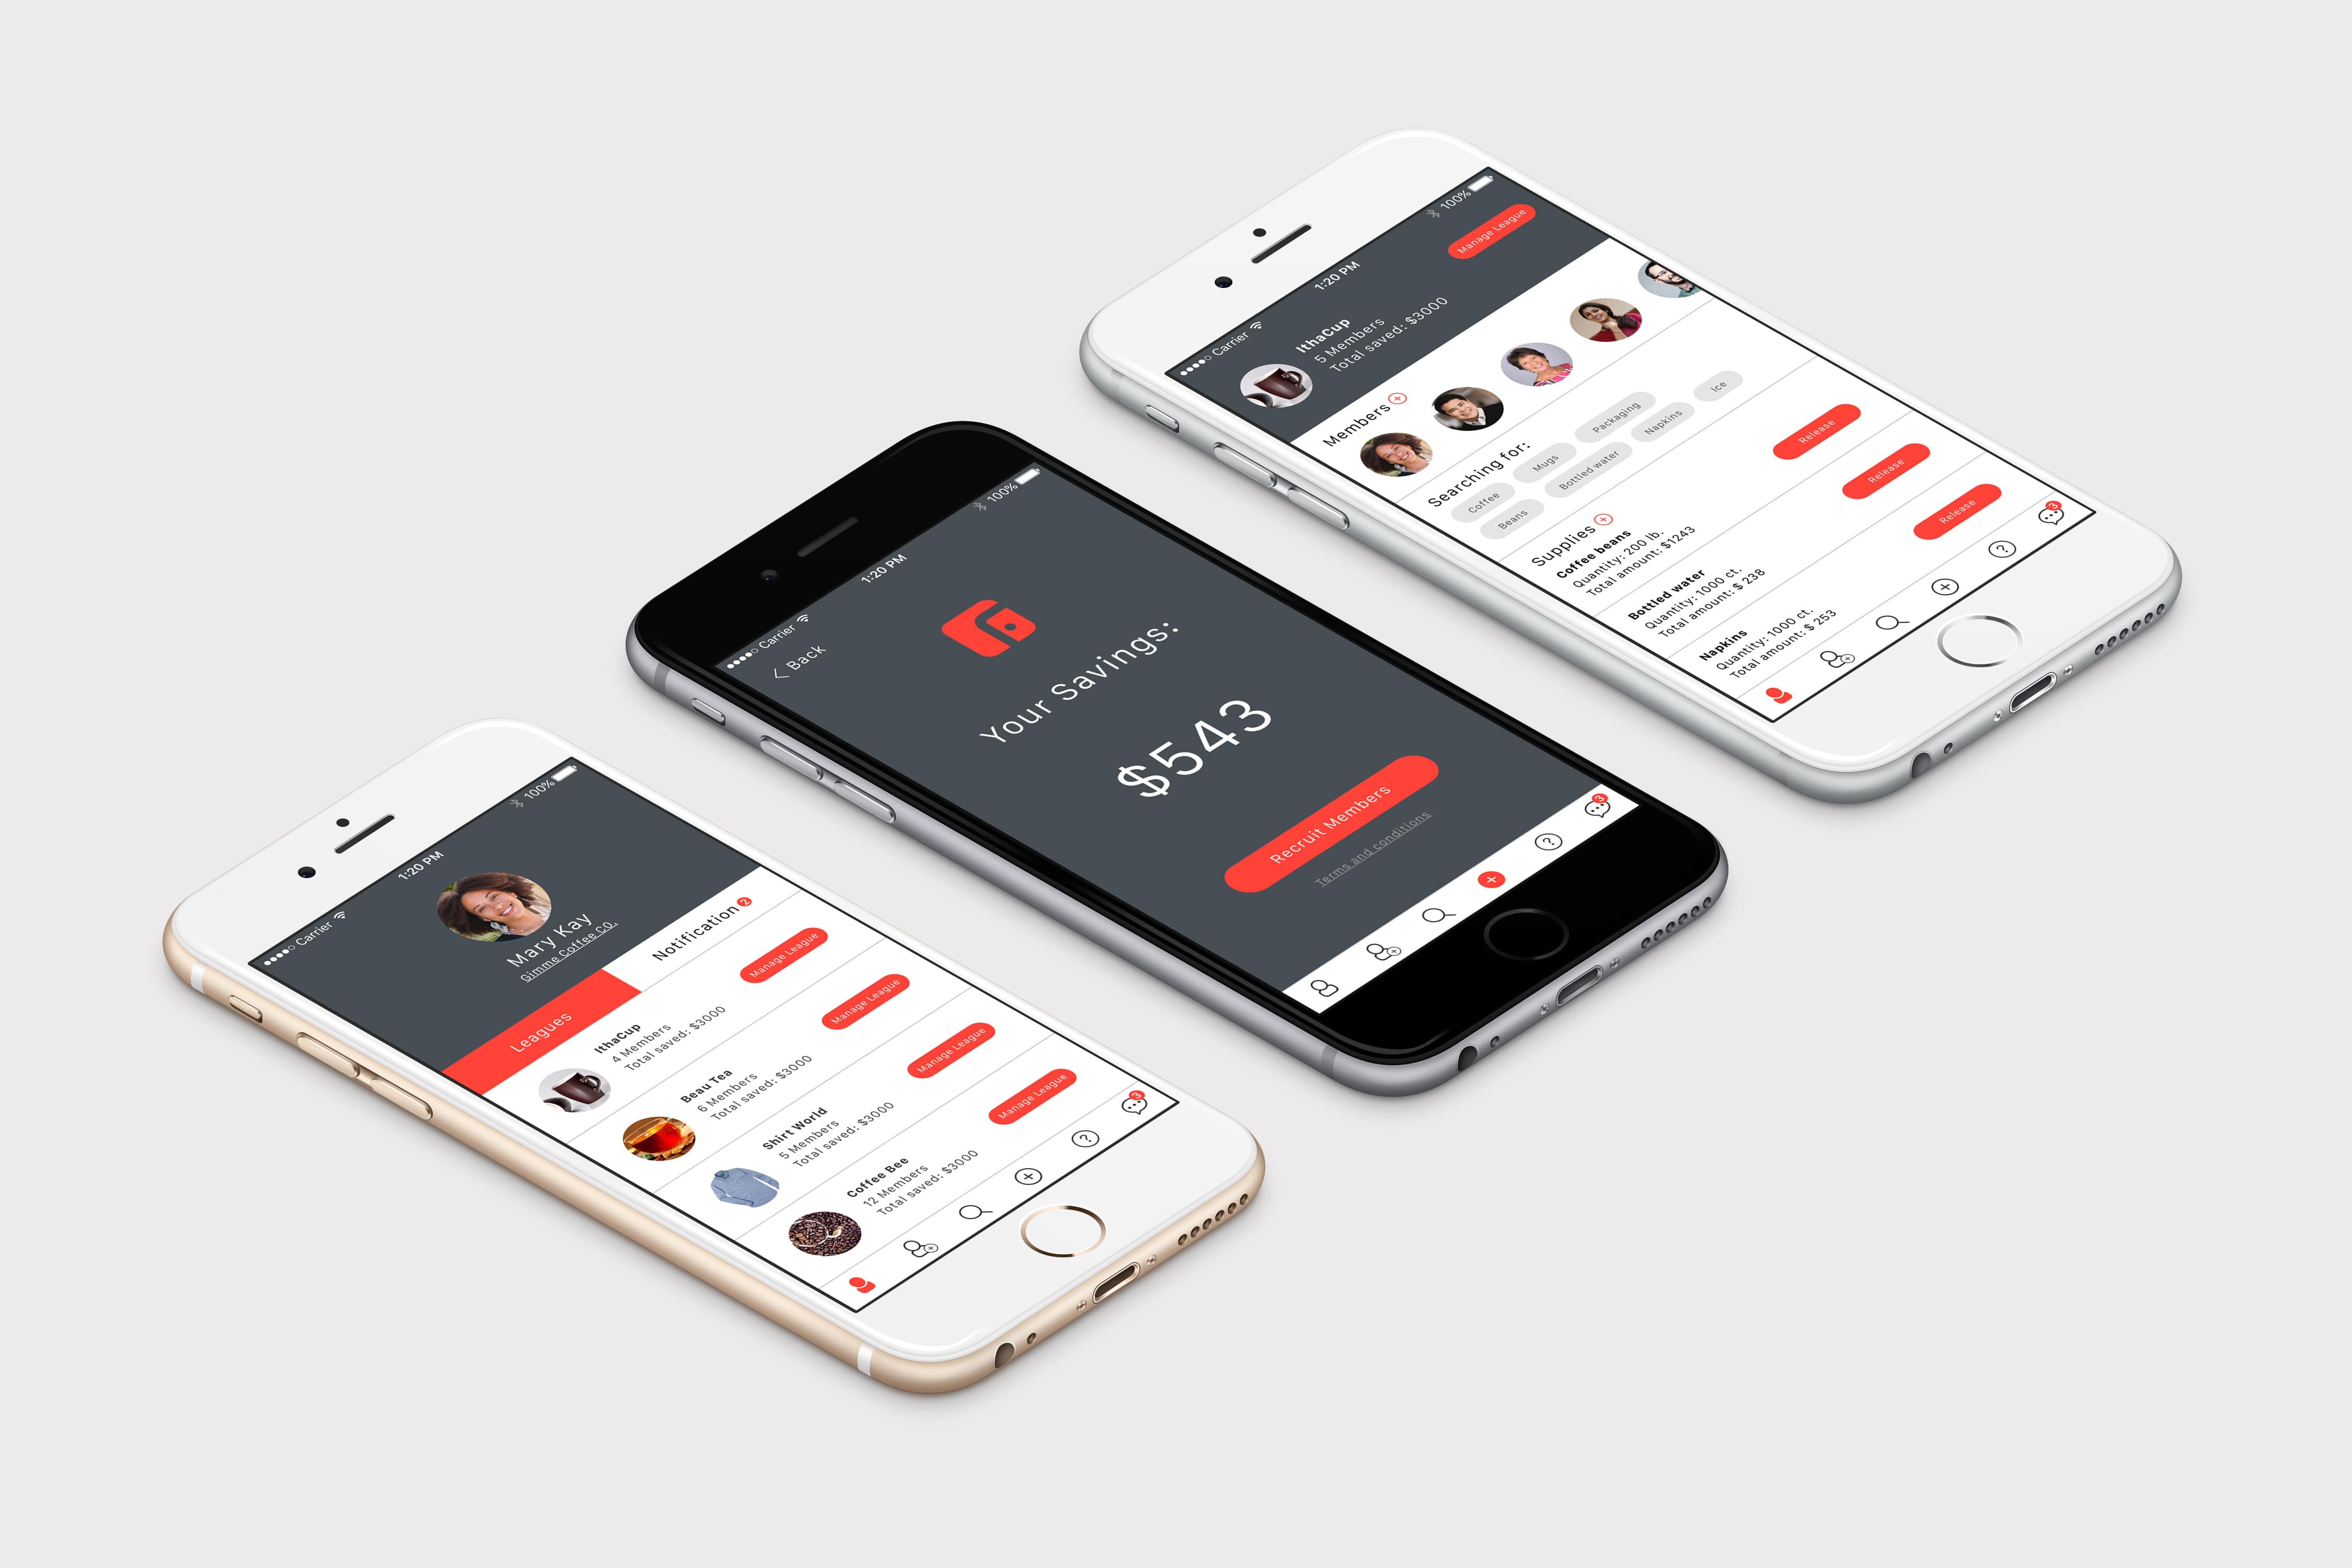 Carrier
1:20 PM
100%
Mary Kay
Gimme Coffee Co.
Leagues
Notification 2
IthaCup
4 Members
Total saved: $3000
Manage League
Beau Tea
6 Members
Total saved: $3000
Manage League
Shirt World
5 Members
Total saved: $3000
Manage League
Coffee Bee
12 Members
Total saved: $3000
Manage League
?
3
Carrier
1:20 PM
100%
< Back
Your Savings:
$543
Recruit Members
Terms and conditions
?
3
Carrier
1:20 PM
100%
IthaCup
5 Members
Total saved: $3000
Manage League
Members
Searching for:
Coffee
Mugs
Packaging
Beans
Bottled water
Napkins
Ice
Supplies
Coffee beans
Quantity: 200 lb.
Total amount: $1243
Release
Bottled water
Quantity: 1000 ct.
Total amount: $ 238
Release
Napkins
Quantity: 1000 ct.
Total amount: $ 253
Release
?
3